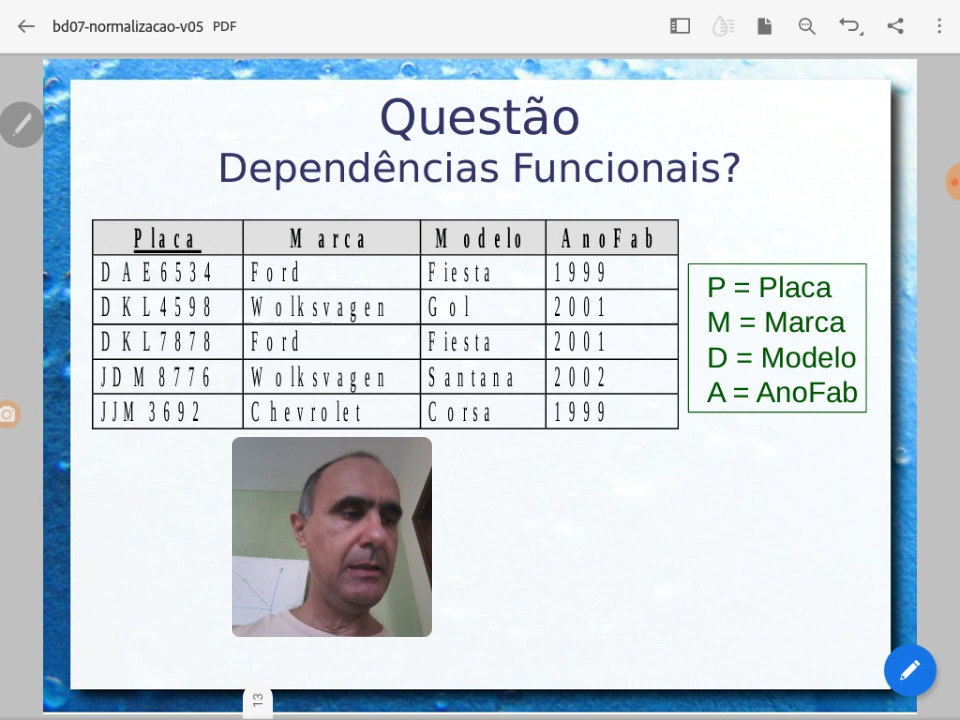 bd07-normalizacao-v05 PDF
Questão
Dependências Funcionais?
Placa Marca Modelo AnoFab
DAE6534 Ford Fiesta 1999
DKL4598 Wolksvagen Gol 2001
DKL7878 Ford Fiesta 2001
JDM8776 Wolksvagen Santana 2002
JJM3692 Chevrolet Corsa 1999
P = Placa
M = Marca
D = Modelo
A = AnoFab
13